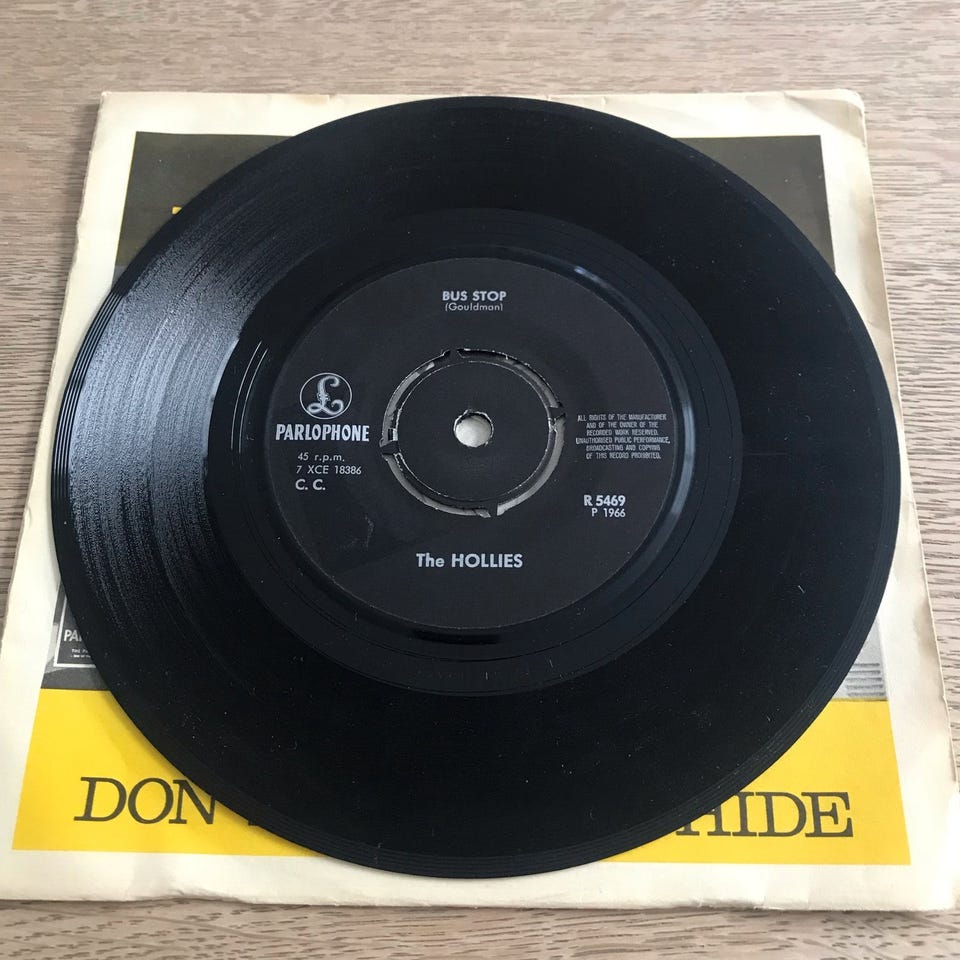 BUS STOP
(Gouldman)
£
PARLOPHONE
45 r.p.m.
7 XCE 18386
C. C.
ALL RIGHTS OF THE MANUFACTURER
AND OF THE OWNER OF THE
RECORDED WORK RESERVED.
UNAUTHORISED PUBLIC PERFORMANCE,
BROADCASTING AND COPYING
OF THIS RECORD PROHIBITED.
R 5469
P 1966
The HOLLIES
PA
DON HIDE